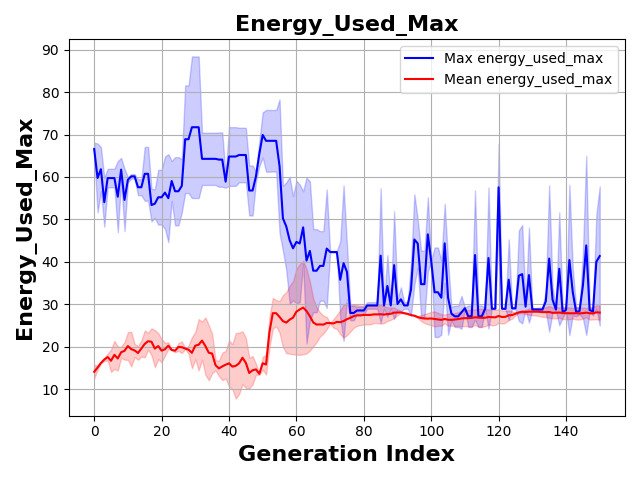 Energy_Used_Max
Max energy_used_max
Mean energy_used_max
Energy_Used_Max
90
80
70
60
50
40
30
20
10
0 20 40 60 80 100 120 140
Generation Index